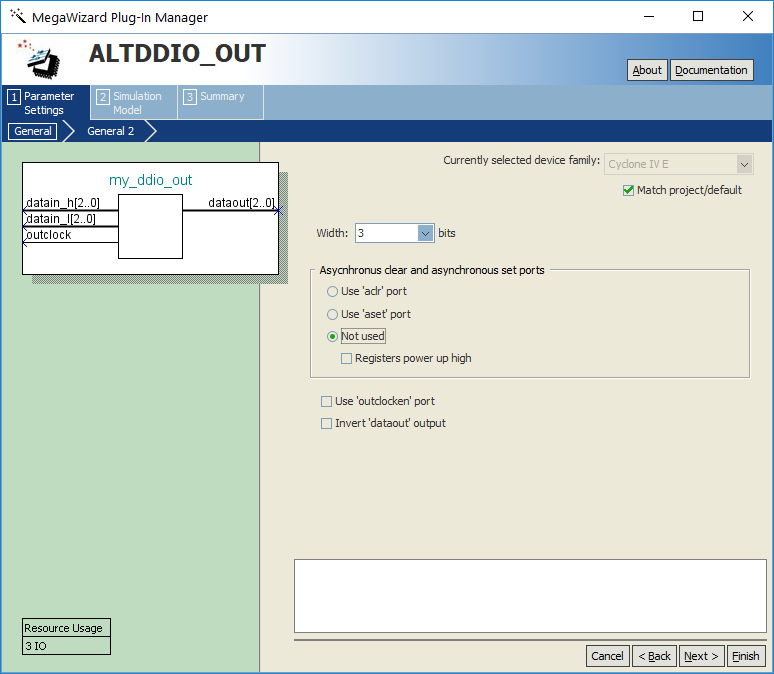 MegaWizard Plug-In Manager
ALTDDIO_OUT
About
Documentation
1 Parameter Settings
2 Simulation Model
3 Summary
General
General 2
my_ddio_out
datain_h[2..0]
dataout[2..0]
datain_l[2..0]
outclock
Currently selected device family:
Cyclone IV E
Match project/default
Width:
3
bits
Asycnhronus clear and asynchronous set ports
Use 'aclr' port
Use 'aset' port
Not used
Registers power up high
Use 'outclocken' port
Invert 'dataout' output
Resource Usage
3 IO
Cancel
< Back
Next >
Finish